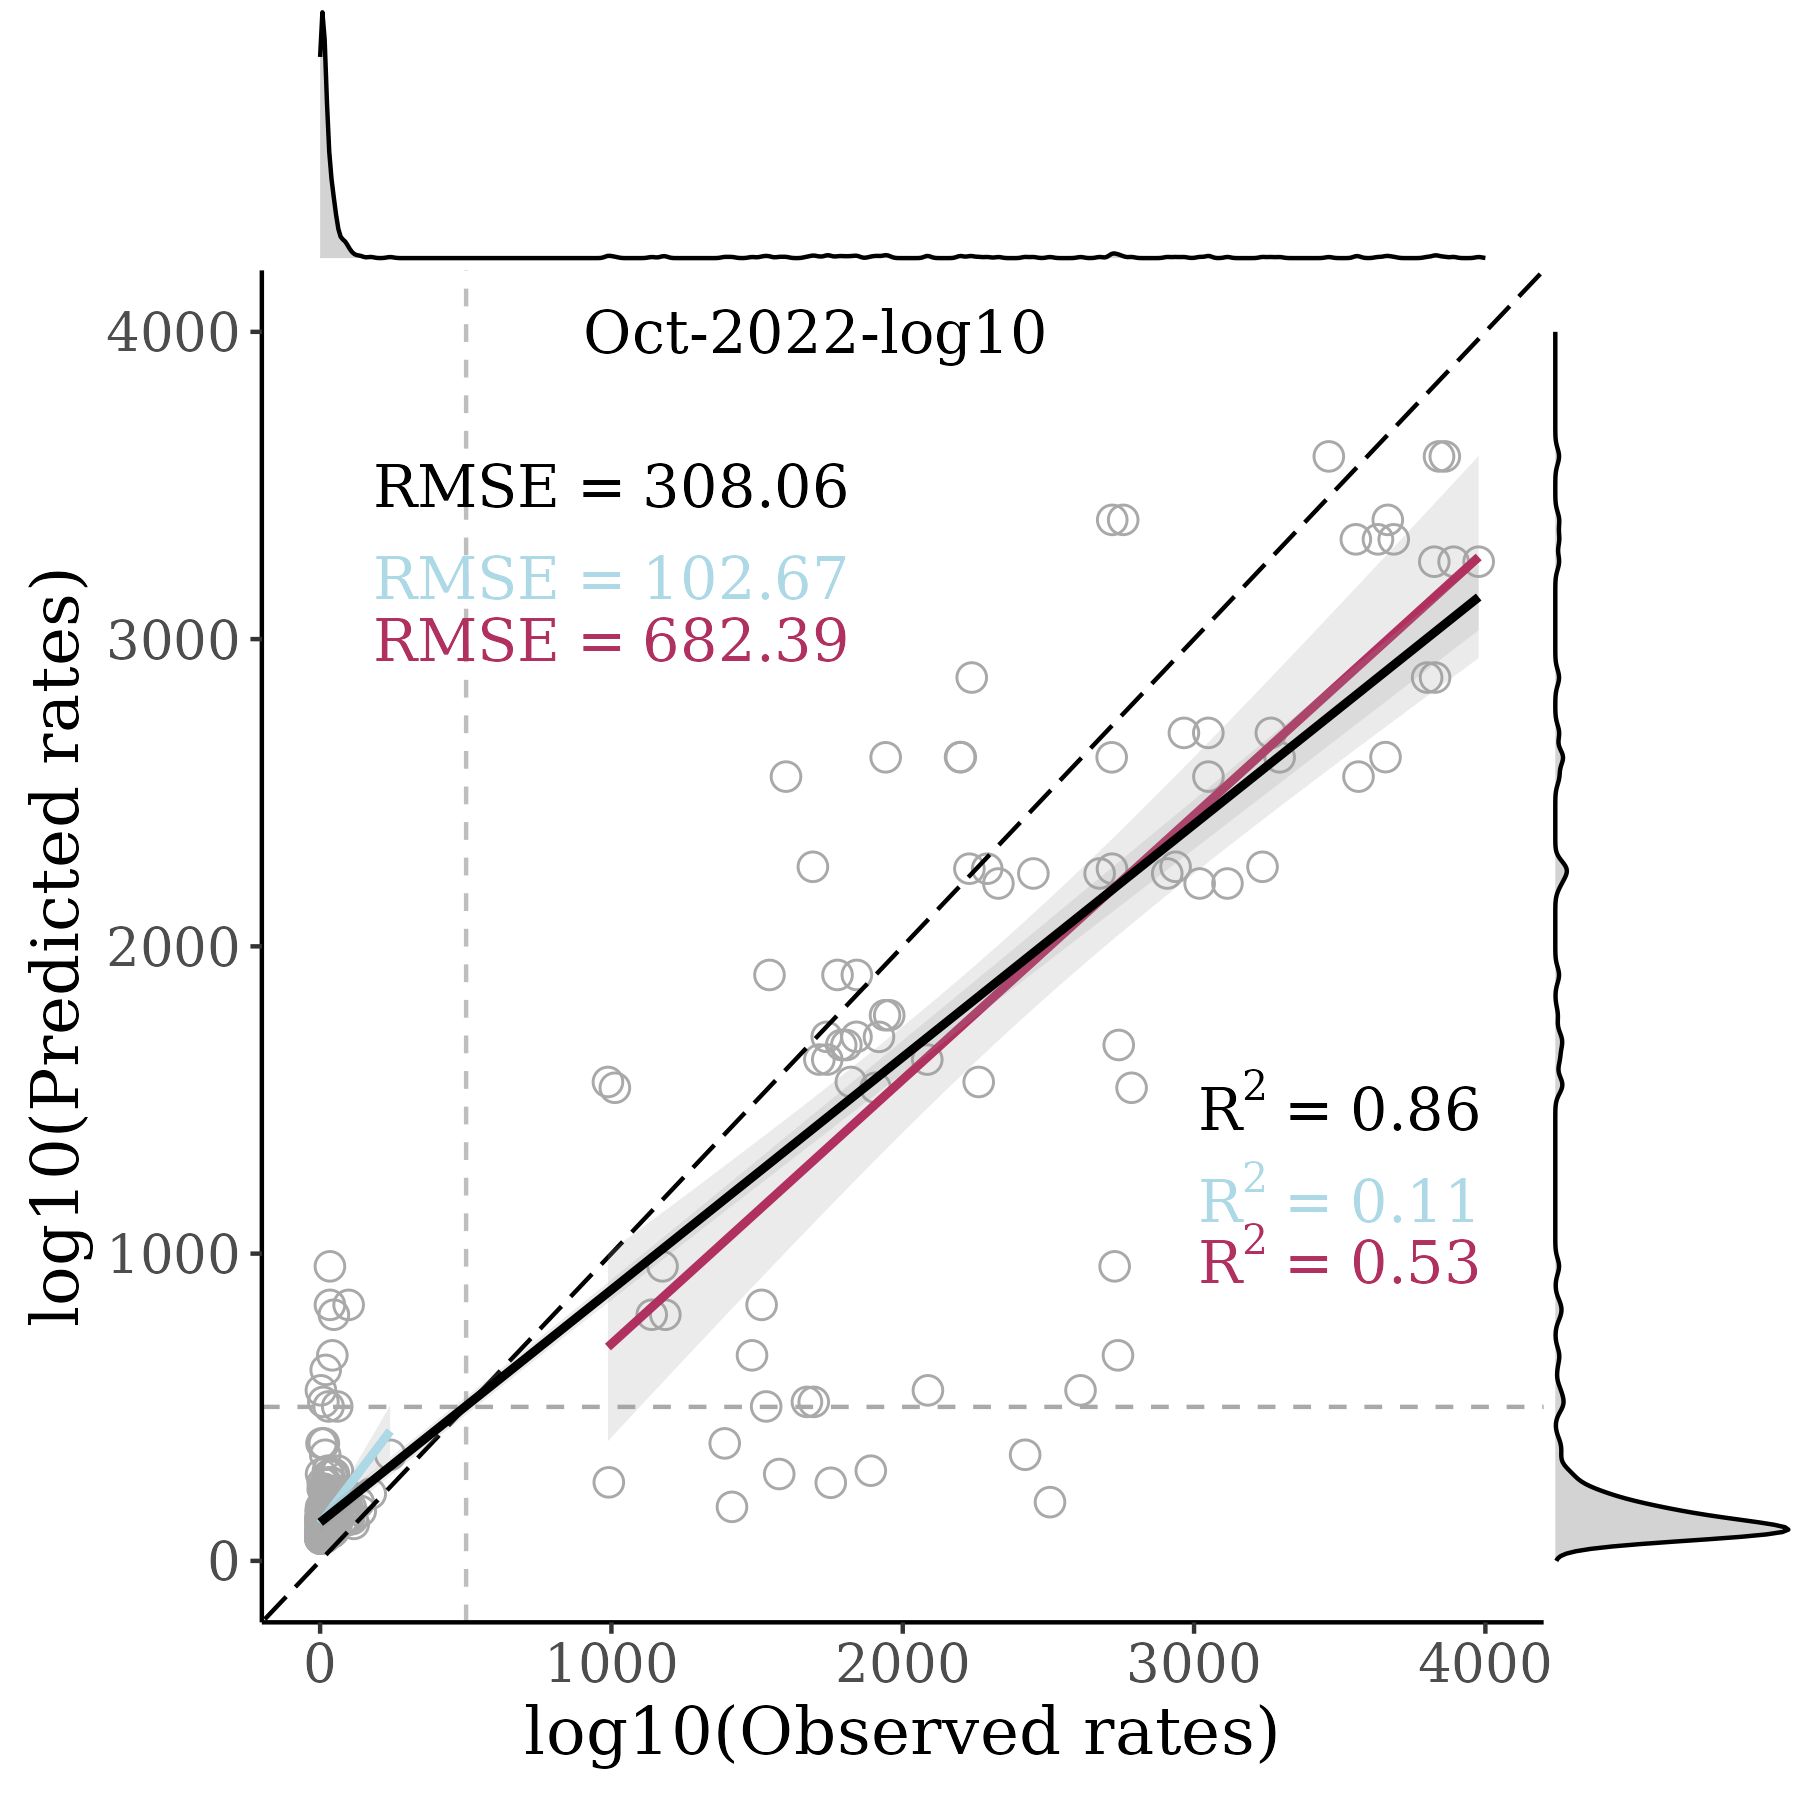 Oct-2022-log10
RMSE = 308.06
RMSE = 102.67
RMSE = 682.39
R² = 0.86
R² = 0.11
R² = 0.53
log10(Predicted rates)
4000
3000
2000
1000
0
0 1000 2000 3000 4000
log10(Observed rates)